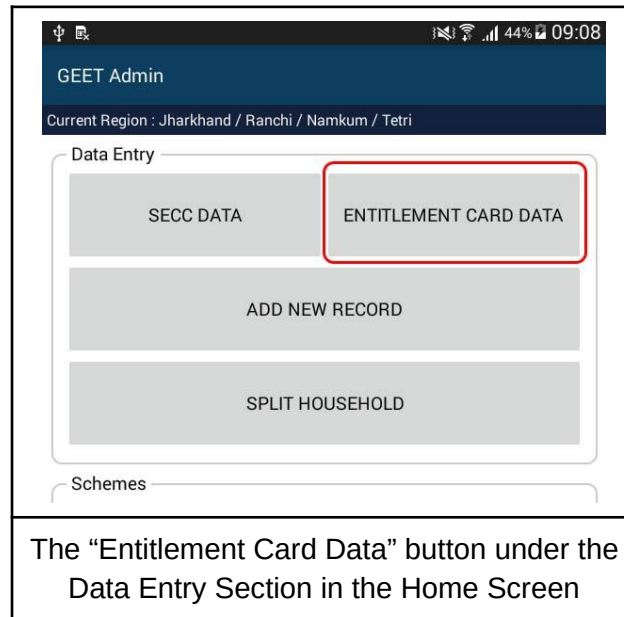 44% 09:08
GEET Admin
Current Region : Jharkhand / Ranchi / Namkum / Tetri
Data Entry
SECC DATA ENTITLEMENT CARD DATA
ADD NEW RECORD
SPLIT HOUSEHOLD
Schemes
The “Entitlement Card Data” button under the
Data Entry Section in the Home Screen